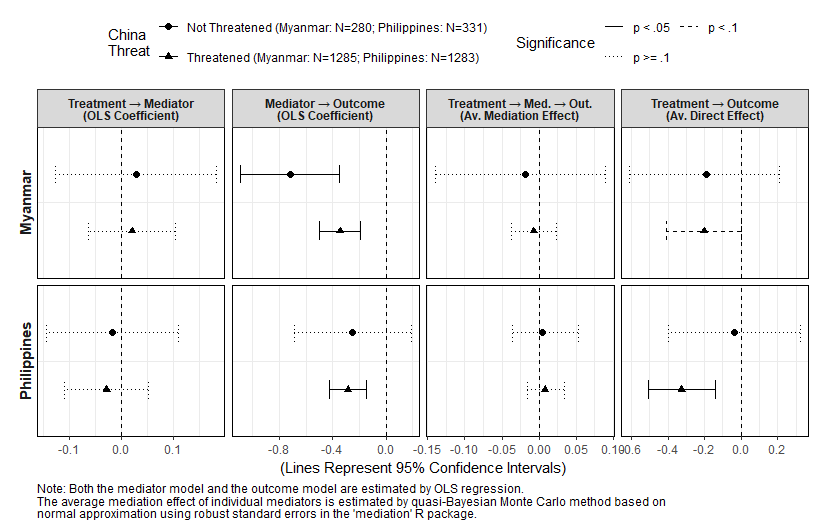 China
Threat
Not Threatened (Myanmar: N=280; Philippines: N=331)
Threatened (Myanmar: N=1285; Philippines: N=1283)
Significance
p < .05
p < .1
p >= .1
Treatment → Mediator
(OLS Coefficient)
Mediator → Outcome
(OLS Coefficient)
Treatment → Med. → Out.
(Av. Mediation Effect)
Treatment → Outcome
(Av. Direct Effect)
Myanmar
Philippines
-0.1 0.0 0.1
-0.8 -0.4 0.0
-0.15 -0.10 -0.05 0.00 0.05 0.10
-0.6 -0.4 -0.2 0.0 0.2
(Lines Represent 95% Confidence Intervals)
Note: Both the mediator model and the outcome model are estimated by OLS regression.
The average mediation effect of individual mediators is estimated by quasi-Bayesian Monte Carlo method based on
normal approximation using robust standard errors in the 'mediation' R package.